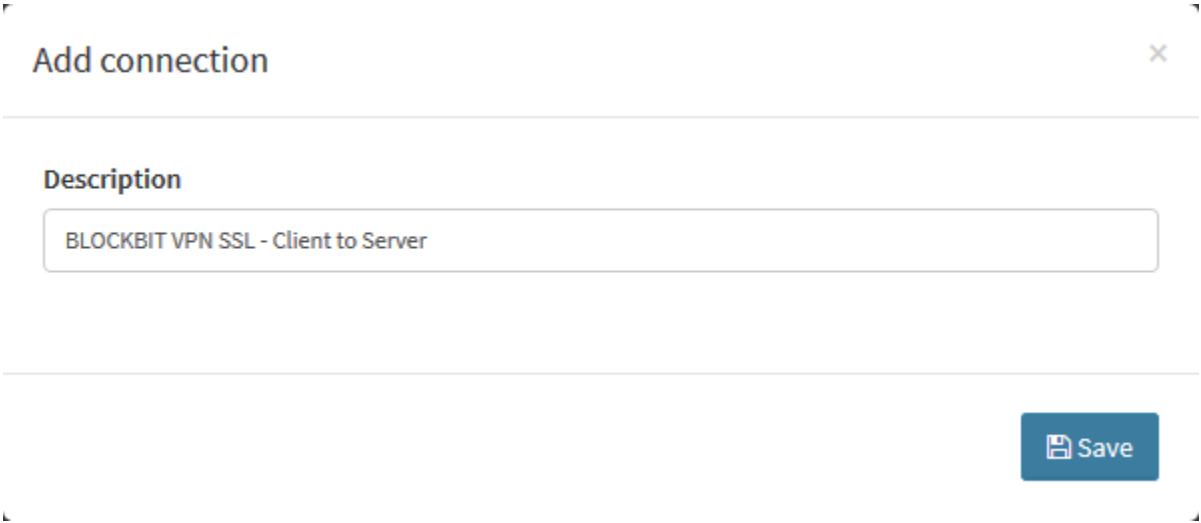 Add connection
×
Description
BLOCKBIT VPN SSL - Client to Server
Save